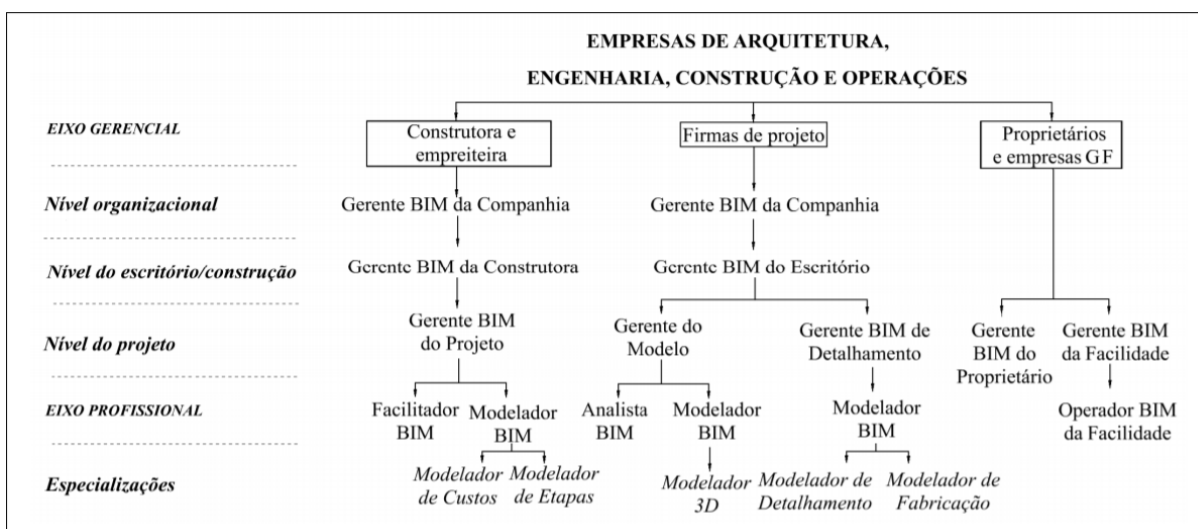 EMPRESAS DE ARQUITETURA,
ENGENHARIA, CONSTRUÇÃO E OPERAÇÕES
EIXO GERENCIAL
Construtora e
empreiteira
Firmas de projeto
Proprietários
e empresas GF
Nível organizacional
Gerente BIM da Companhia
Gerente BIM da Companhia
Nível do escritório/construção
Gerente BIM da Construtora
Gerente BIM do Escritório
Nível do projeto
Gerente BIM
do Projeto
Gerente do
Modelo
Gerente BIM de
Detalhamento
Gerente
BIM do
Proprietário
Gerente BIM
da Facilidade
EIXO PROFISSIONAL
Facilitador
BIM
Modelador
BIM
Analista
BIM
Modelador
BIM
Modelador
BIM
Operador BIM
da Facilidade
Especializações
Modelador
de Custos
Modelador
de Etapas
Modelador
3D
Modelador de
Detalhamento
Modelador de
Fabricação